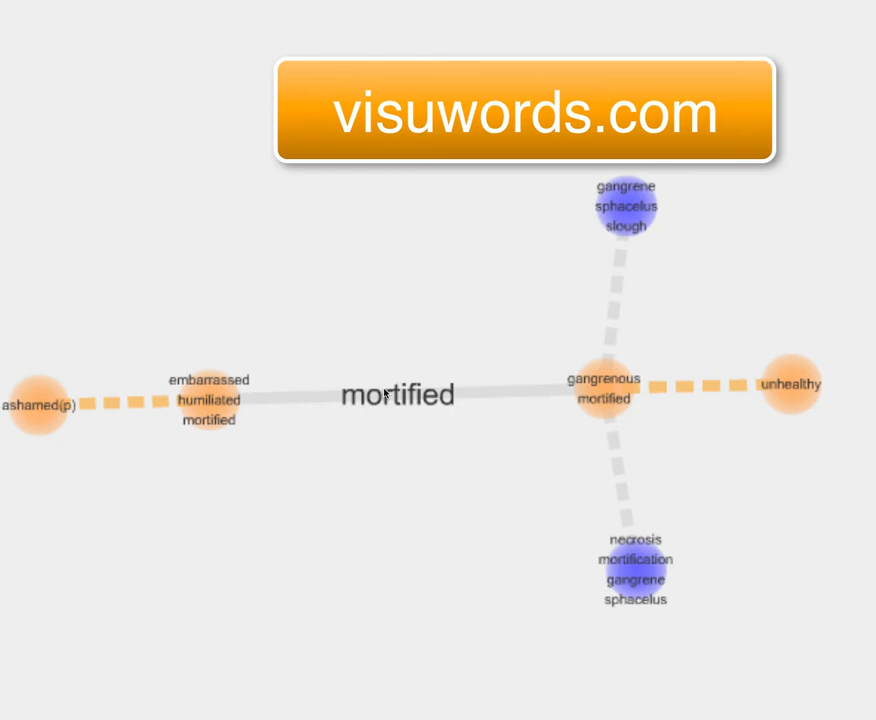 visuwords.com
gangrene
sphacelus
slough
ashamed(p)
embarrassed
humiliated
mortified
mortified
gangrenous
mortified
unhealthy
necrosis
mortification
gangrene
sphacelus